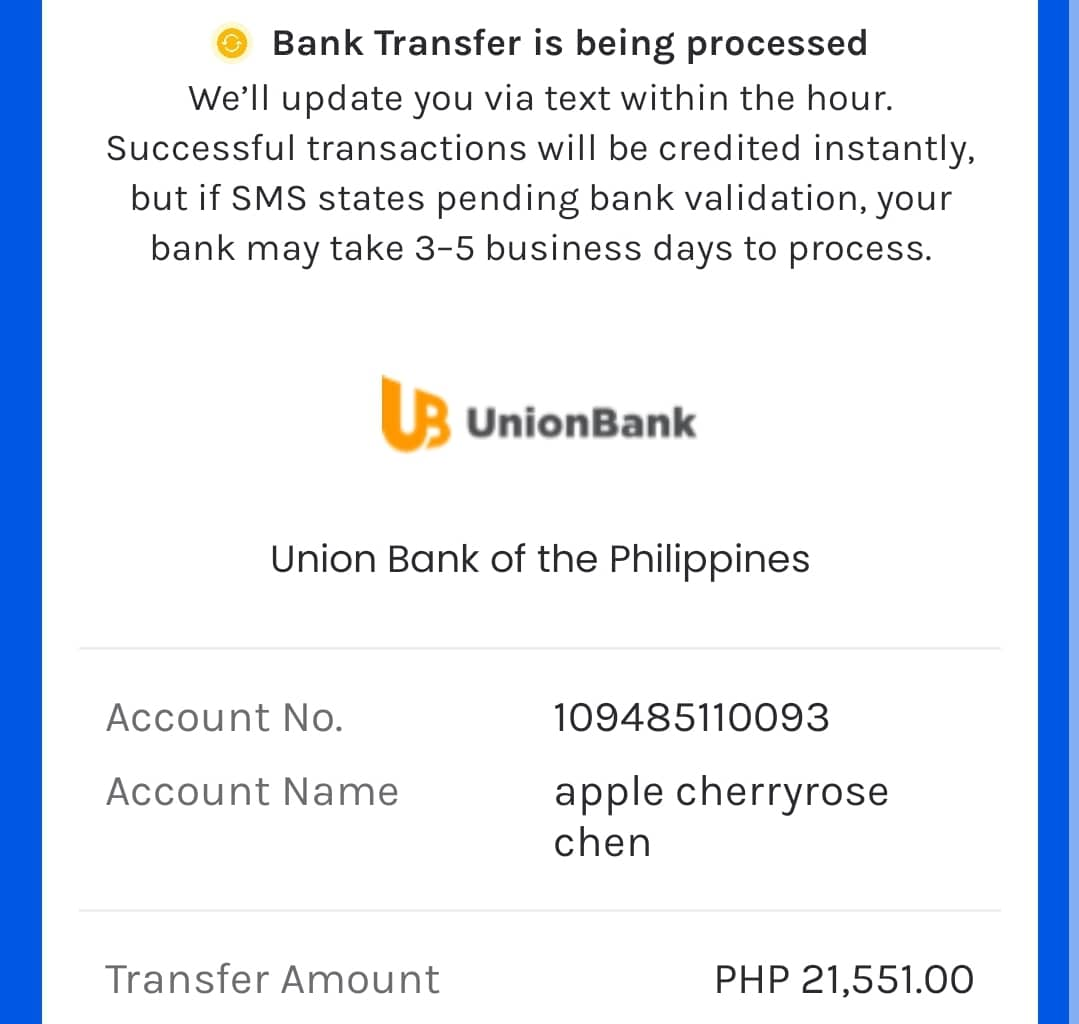 Bank Transfer is being processed
We’ll update you via text within the hour.
Successful transactions will be credited instantly,
but if SMS states pending bank validation, your
bank may take 3–5 business days to process.
UB UnionBank
Union Bank of the Philippines
Account No. 109485110093
Account Name apple cherryrose
chen
Transfer Amount PHP 21,551.00